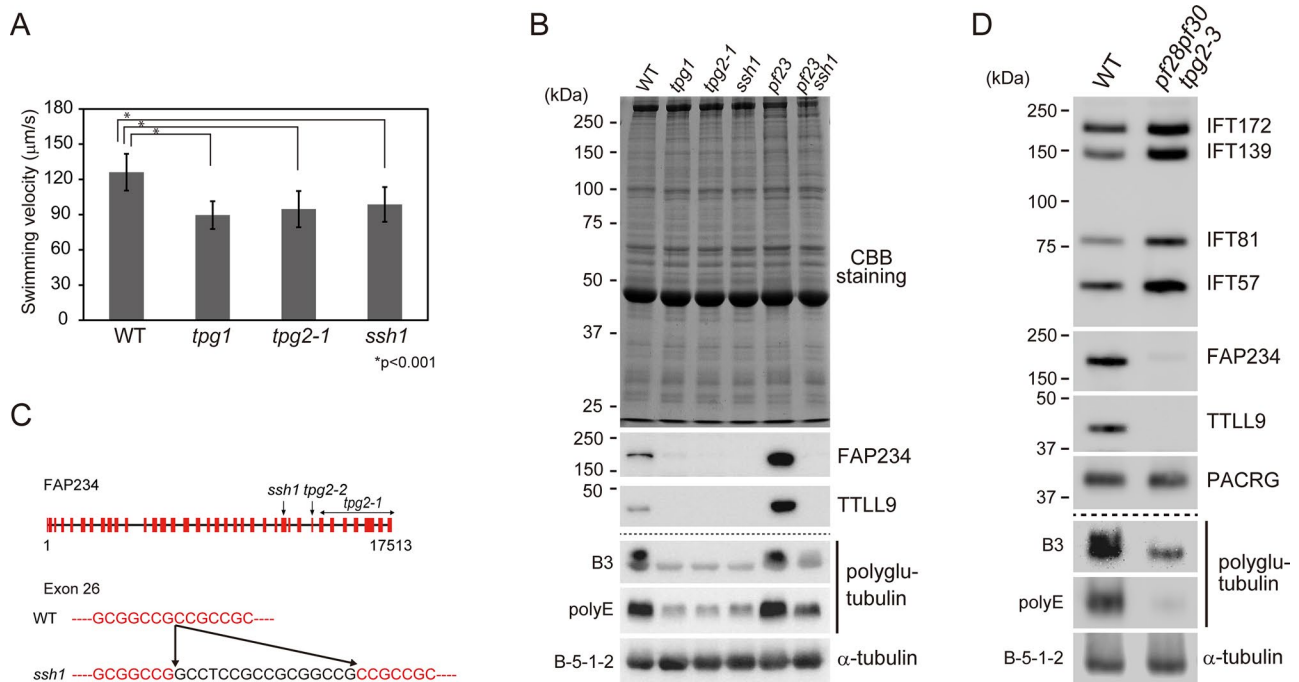 A
Swimming velocity (µm/s)
180
150
120
90
60
30
0
*
*
*
WT
tpg1
tpg2-1
ssh1
*p<0.001
B
(kDa)
WT
tpg1
tpg2-1
ssh1
pf23
pf23 ssh1
250
150
100
75
50
37
25
CBB
staining
250
150
FAP234
50
TTLL9
B3
polyE
polyglu-
tubulin
B-5-1-2
α-tubulin
C
FAP234
ssh1 tpg2-2
tpg2-1
1
17513
Exon 26
WT
----GCGGCCGCCGCCGC----
ssh1
----GCGGCCGGCCTCCGCCGCGGCCGCCGCCGC----
D
(kDa)
WT
pf28pf30
tpg2-3
250
150
100
75
IFT172
IFT139
IFT81
IFT57
250
150
FAP234
50
37
TTLL9
37
PACRG
B3
polyE
polyglu-
tubulin
B-5-1-2
α-tubulin